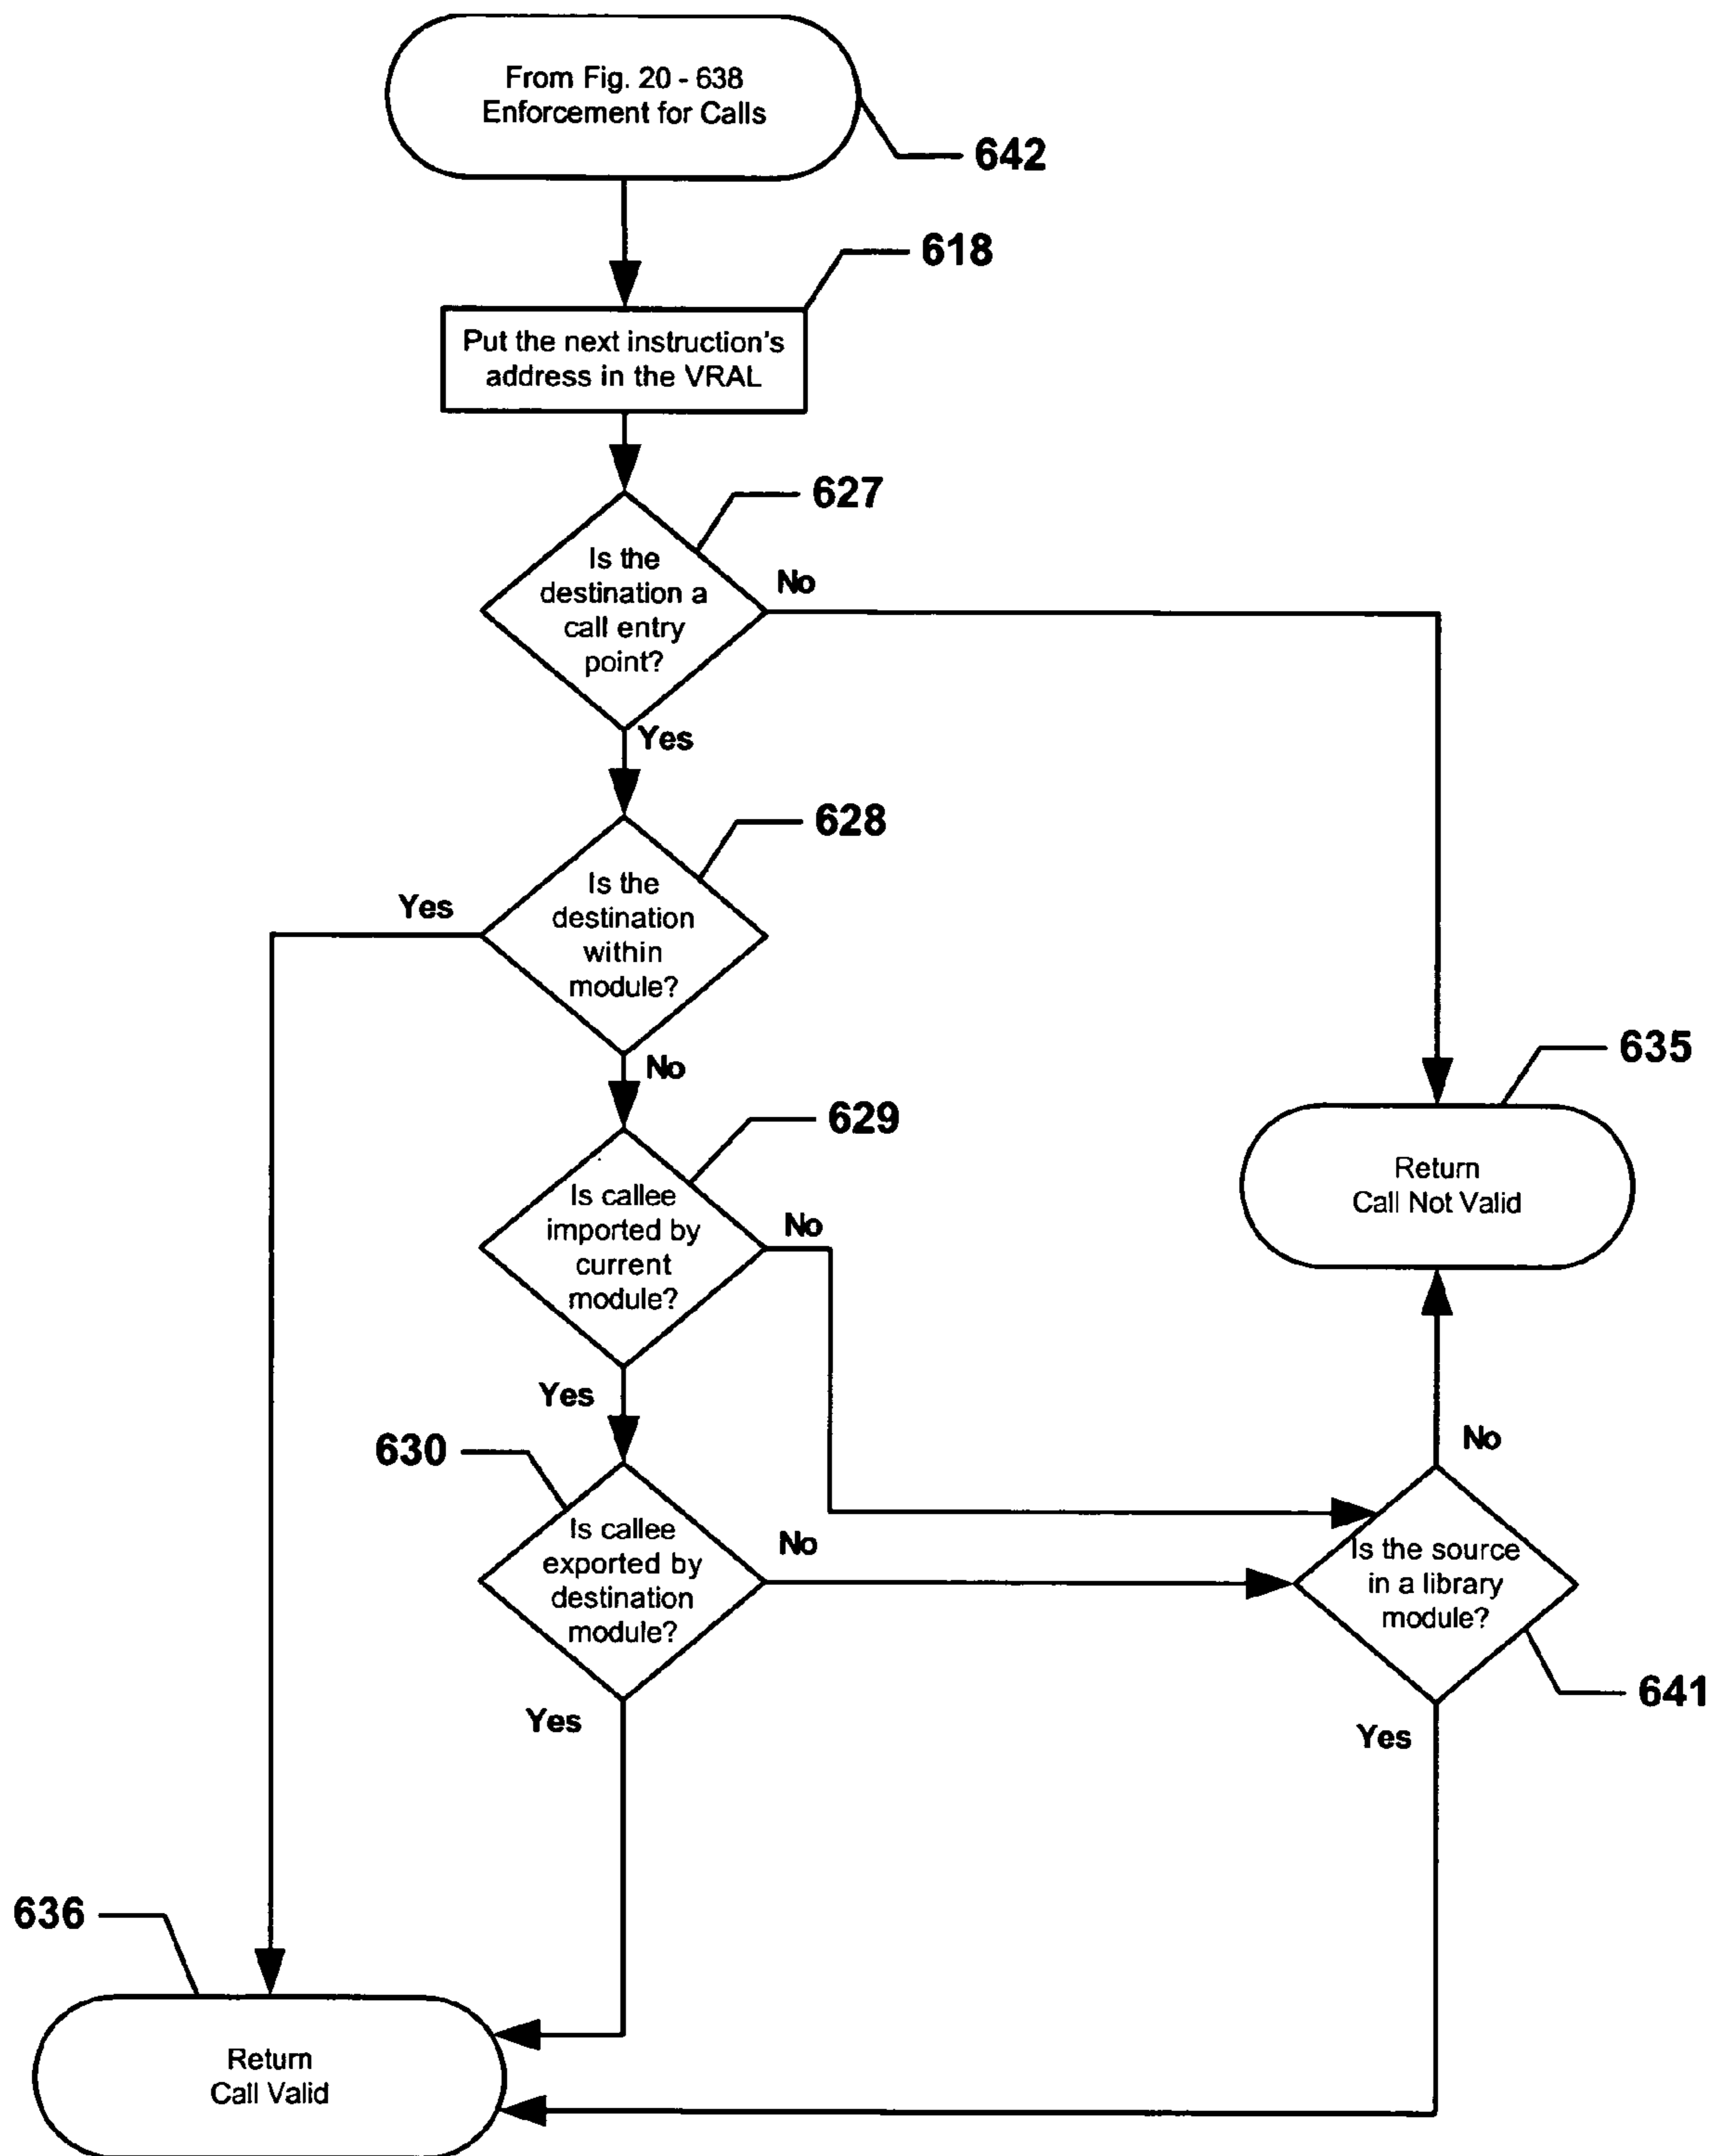 From Fig. 20 - 638
Enforcement for Calls
642
618
Put the next instruction's
address in the VRAL
627
Is the
destination a
call entry
point?
No
Yes
628
Is the
destination
within
module?
Yes
No
635
Return
Call Not Valid
629
Is callee
imported by
current
module?
No
Yes
630
Is callee
exported by
destination
module?
No
Yes
No
Is the source
in a library
module?
641
Yes
636
Return
Call Valid